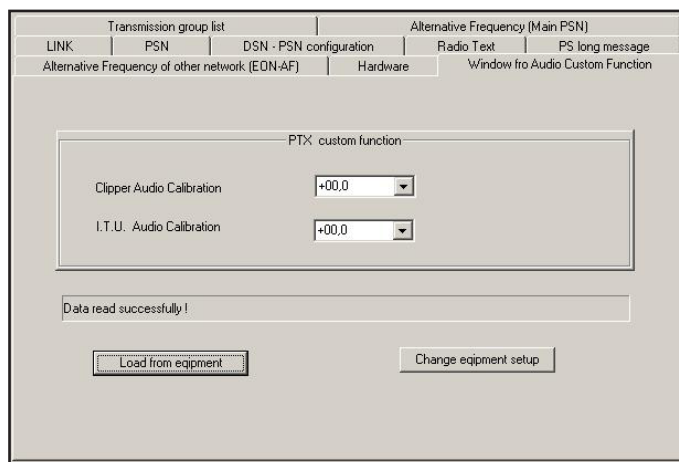 Transmission group list
Alternative Frequency (Main PSN)
LINK
PSN
DSN - PSN configuration
Radio Text
PS long message
Alternative Frequency of other network (EON-AF)
Hardware
Window fro Audio Custom Function
PTX custom function
Clipper Audio Calibration
+00,0
I.T.U. Audio Calibration
+00,0
Data read successfully !
Load from eqipment
Change eqipment setup